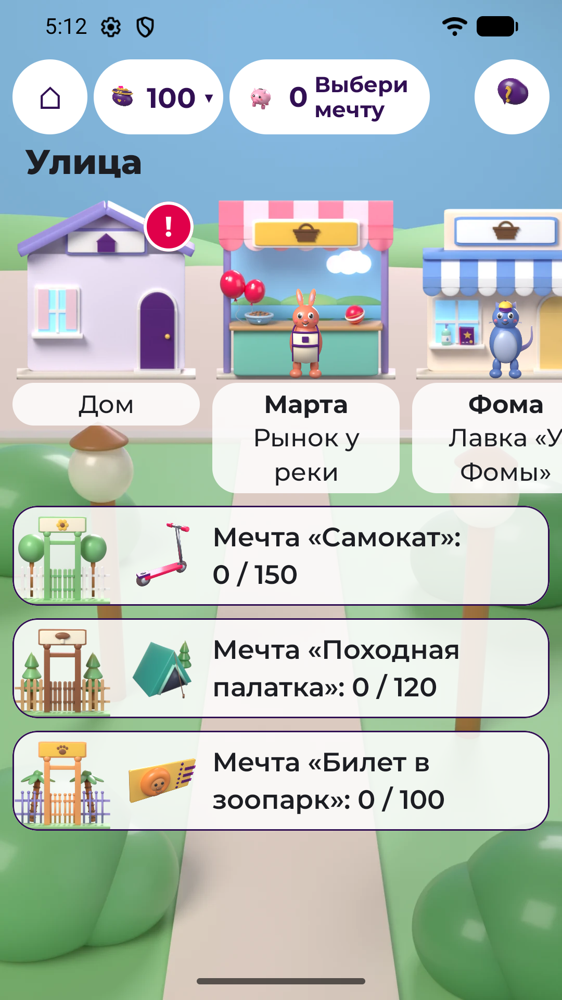 5:12
100 ▾
0 Выбери
мечту
Улица
!
Дом
Марта
Рынок у
реки
Фома
Лавка «У
Фомы»
Мечта «Самокат»:
0 / 150
Мечта «Походная
палатка»: 0 / 120
Мечта «Билет в
зоопарк»: 0 / 100